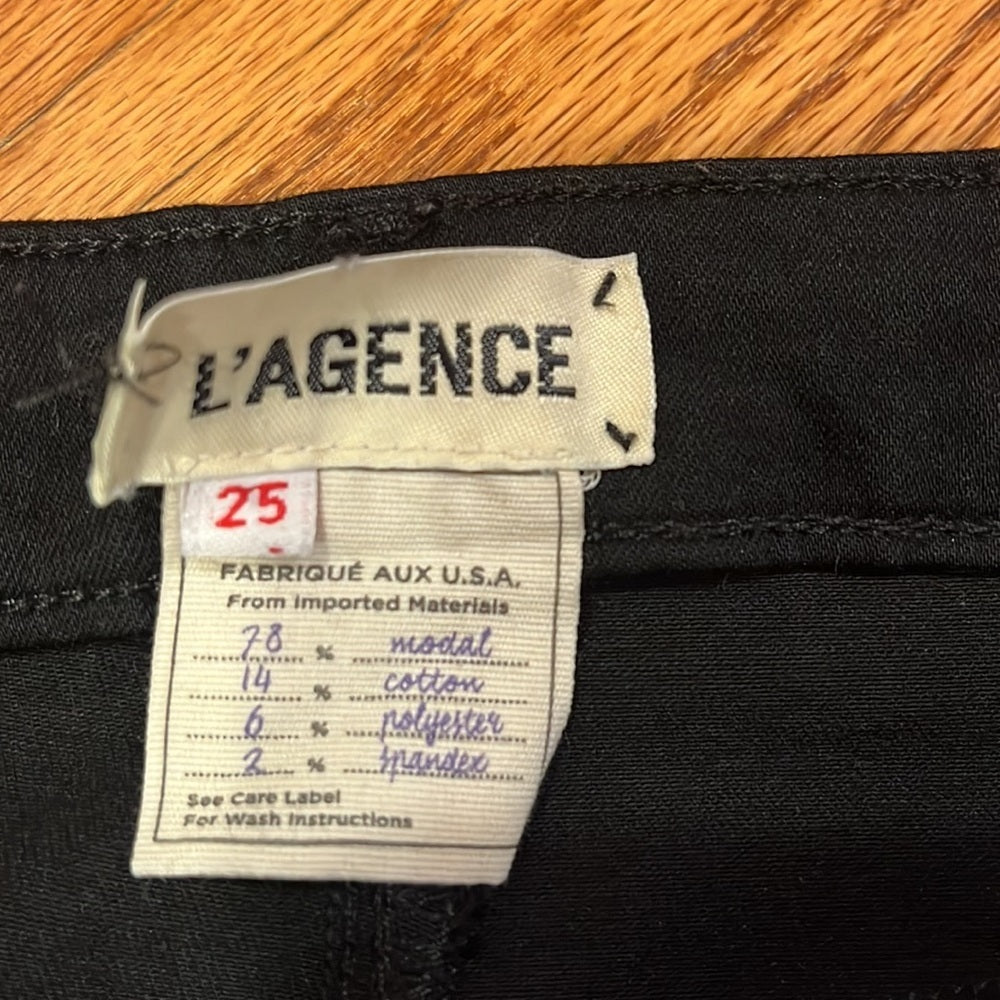 L'AGENCE
25
FABRIQUÉ AUX U.S.A.
From Imported Materials
78 % modal
14 % cotton
6 % polyester
2 % spandex
See Care Label
For Wash Instructions